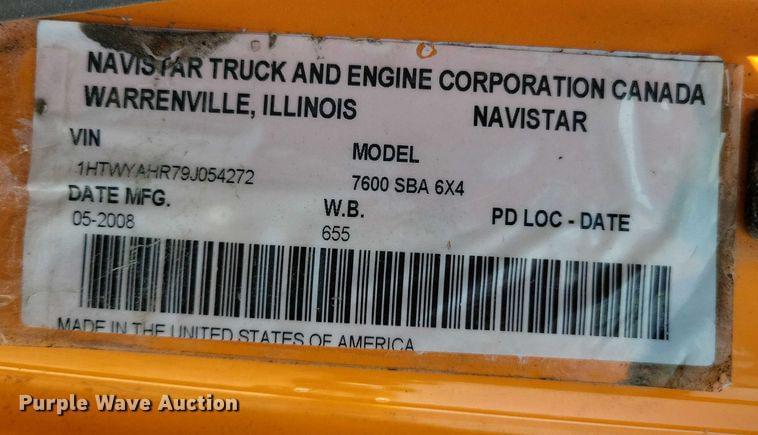 NAVISTAR TRUCK AND ENGINE CORPORATION CANADA
WARRENVILLE, ILLINOIS NAVISTAR
VIN MODEL
1HTWYAHR79J054272 7600 SBA 6X4
DATE MFG. W.B. PD LOC - DATE
05-2008 655
MADE IN THE UNITED STATES OF AMERICA
Purple Wave Auction